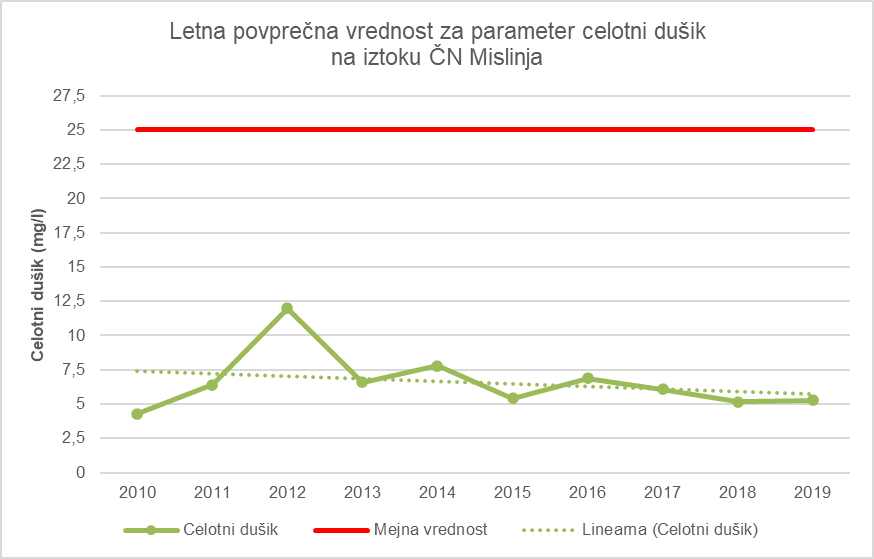 Letna povprečna vrednost za parameter celotni dušik
na iztoku ČN Mislinja
Celotni dušik (mg/l)
27,5
25
22,5
20
17,5
15
12,5
10
7,5
5
2,5
0
2010 2011 2012 2013 2014 2015 2016 2017 2018 2019
Celotni dušik Mejna vrednost Linearna (Celotni dušik)